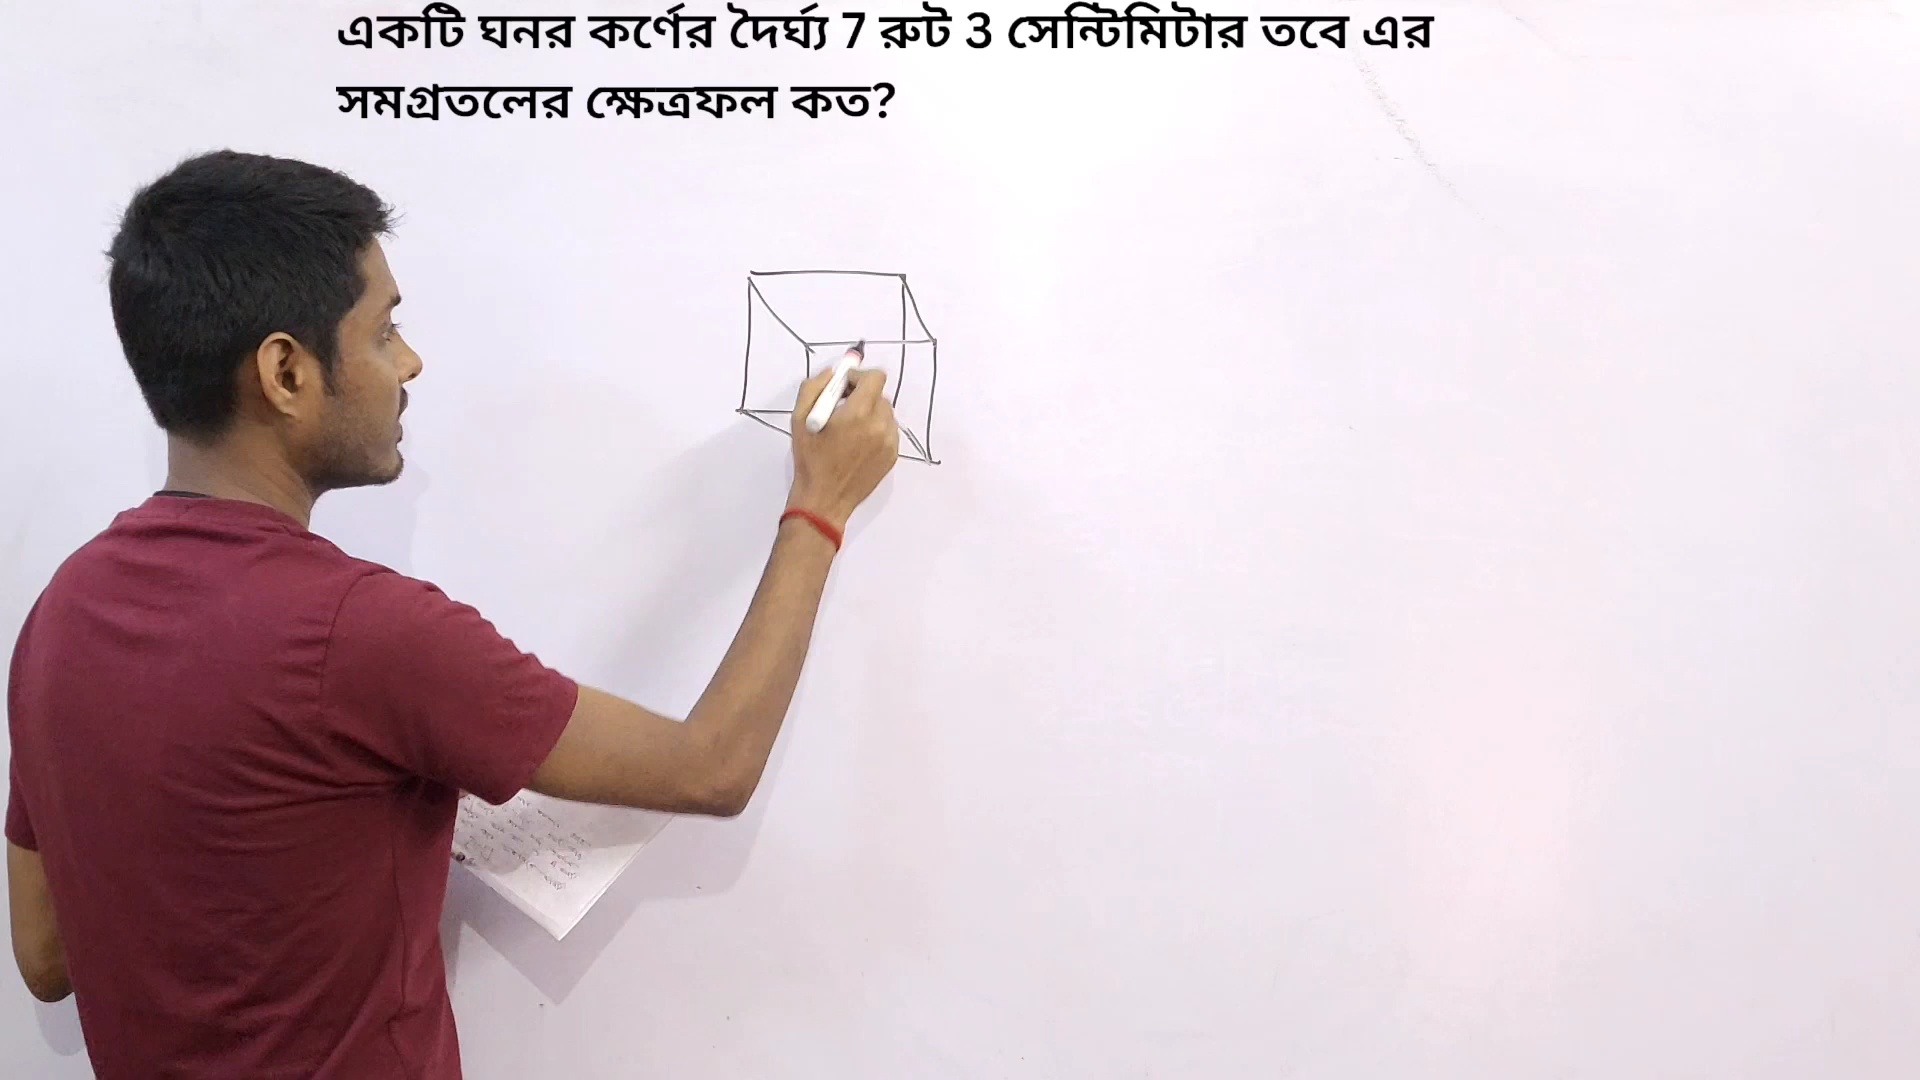 একটি ঘনর কর্ণের দৈর্ঘ্য 7 রুট 3 সেন্টিমিটার তবে এর
সমগ্রতলের ক্ষেত্রফল কত?